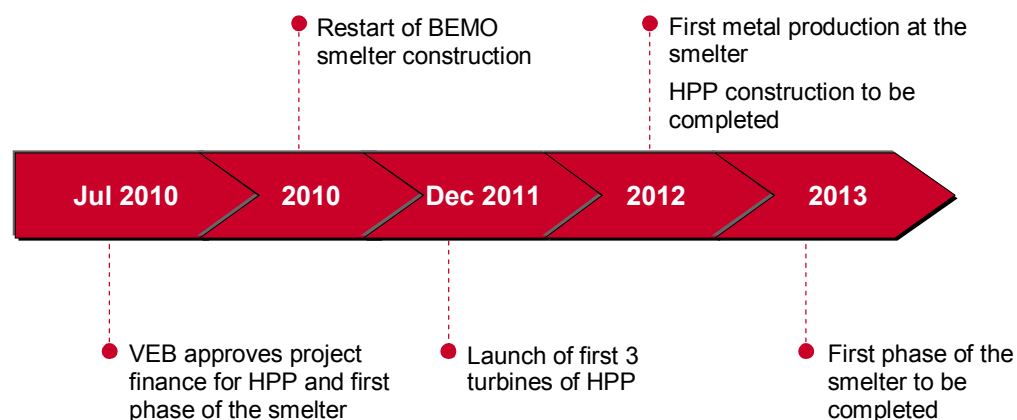 Restart of BEMO
smelter construction
First metal production at the
smelter
HPP construction to be
completed
Jul 2010
2010
Dec 2011
2012
2013
VEB approves project
finance for HPP and first
phase of the smelter
Launch of first 3
turbines of HPP
First phase of the
smelter to be
completed